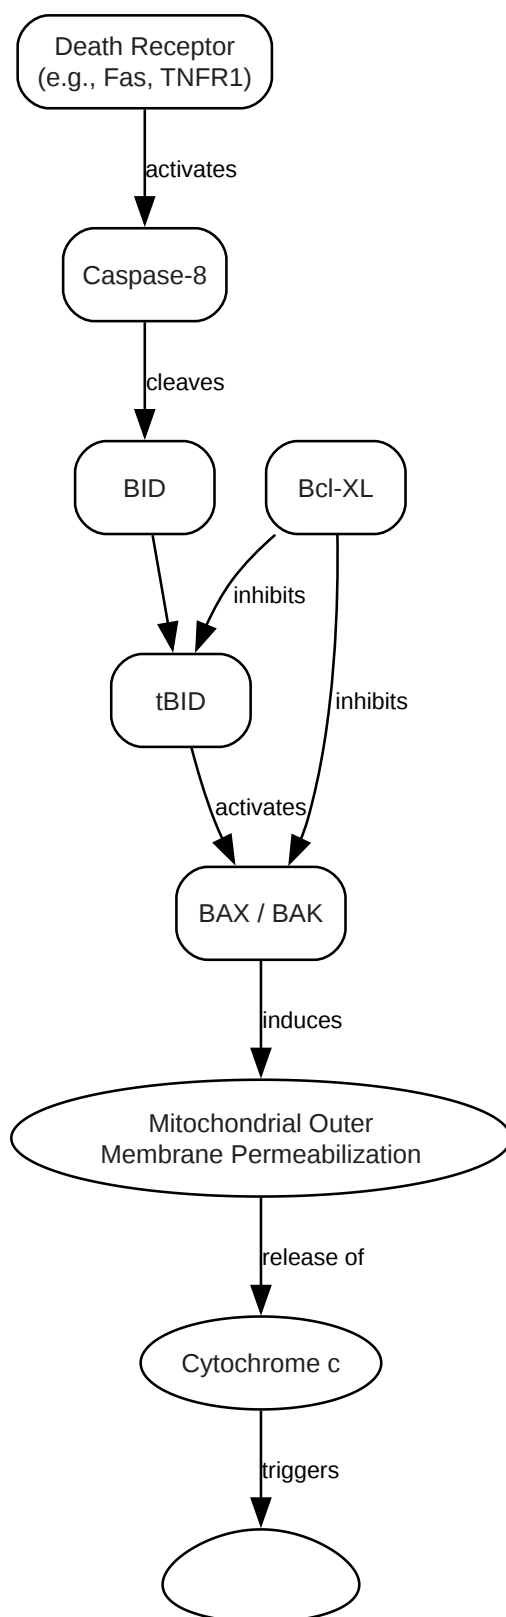 Death Receptor
(e.g., Fas, TNFR1)
activates
Caspase-8
cleaves
BID
Bcl-XL
inhibits
tBID
inhibits
activates
BAX / BAK
induces
Mitochondrial Outer
Membrane Permeabilization
release of
Cytochrome c
triggers